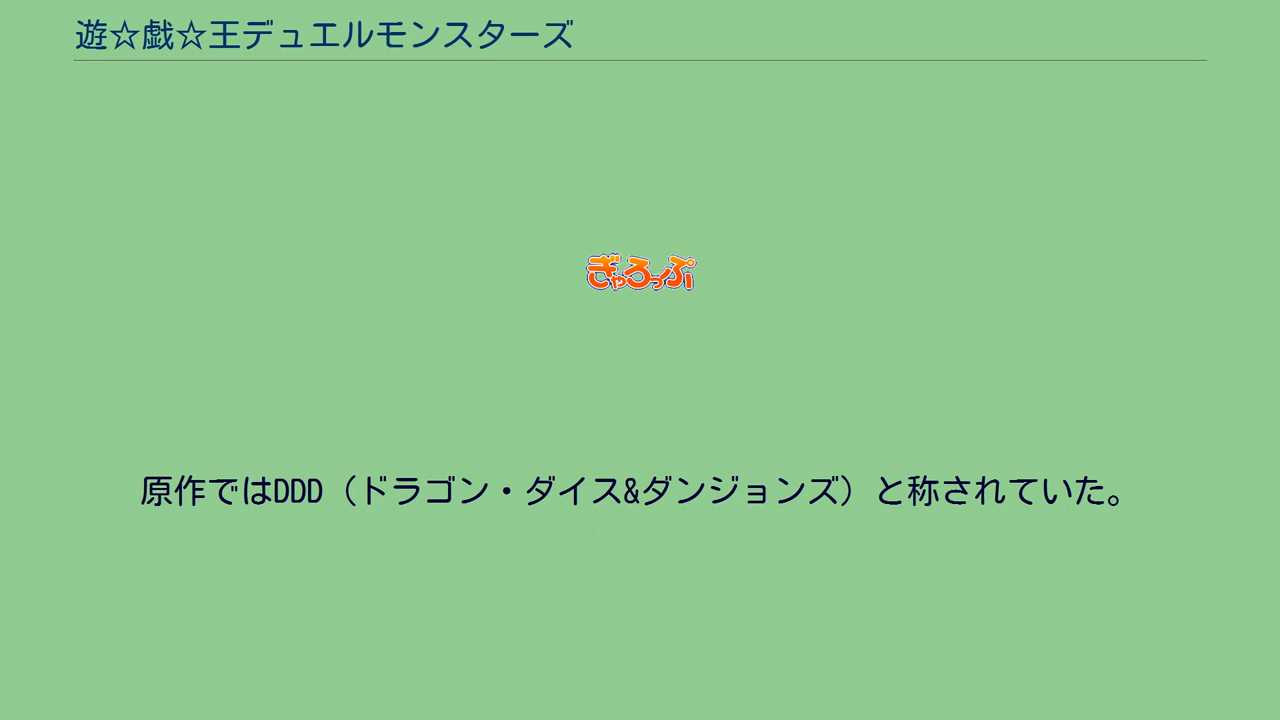 遊☆戯☆王デュエルモンスターズ
ぎゃろっぷ
原作ではDDD（ドラゴン・ダイス&ダンジョンズ）と称されていた。